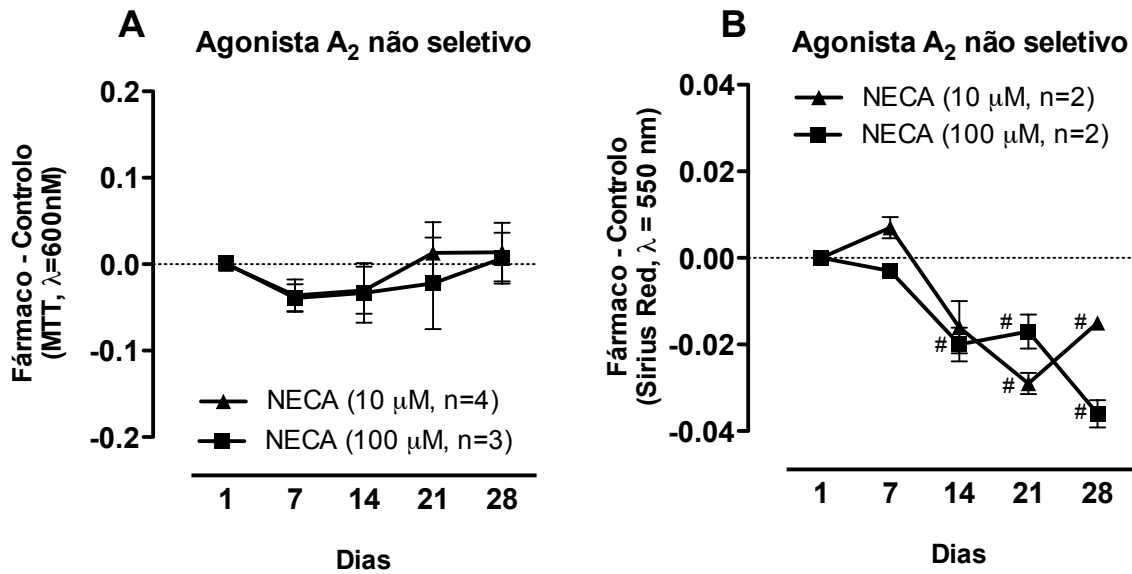 A
Agonista A₂ não seletivo
Fármaco - Controlo
(MTT, λ=600nM)
0.2
0.1
0.0
-0.1
-0.2
NECA (10 μM, n=4)
NECA (100 μM, n=3)
1 7 14 21 28
Dias
B
Agonista A₂ não seletivo
Fármaco - Controlo
(Sirius Red, λ = 550 nm)
0.04
0.02
0.00
-0.02
-0.04
NECA (10 μM, n=2)
NECA (100 μM, n=2)
# # #
# #
1 7 14 21 28
Dias